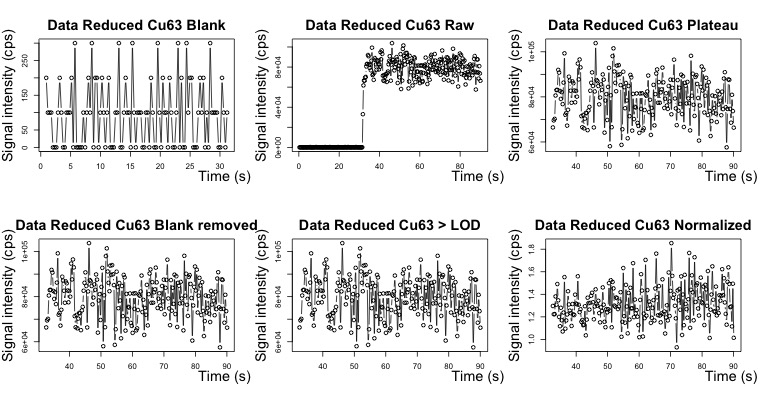 Data Reduced Cu63 Blank
Signal intensity (cps)
0 50 150 250
0 5 10 15 20 25 30
Time (s)
Data Reduced Cu63 Raw
Signal intensity (cps)
0e+00 4e+04 8e+04
0 20 40 60 80
Time (s)
Data Reduced Cu63 Plateau
Signal intensity (cps)
6e+04 8e+04 1e+05
40 50 60 70 80 90
Time (s)
Data Reduced Cu63 Blank removed
Signal intensity (cps)
6e+04 8e+04 1e+05
40 50 60 70 80 90
Time (s)
Data Reduced Cu63 > LOD
Signal intensity (cps)
6e+04 8e+04 1e+05
40 50 60 70 80 90
Time (s)
Data Reduced Cu63 Normalized
Signal intensity (cps)
1.0 1.2 1.4 1.6 1.8
40 50 60 70 80 90
Time (s)